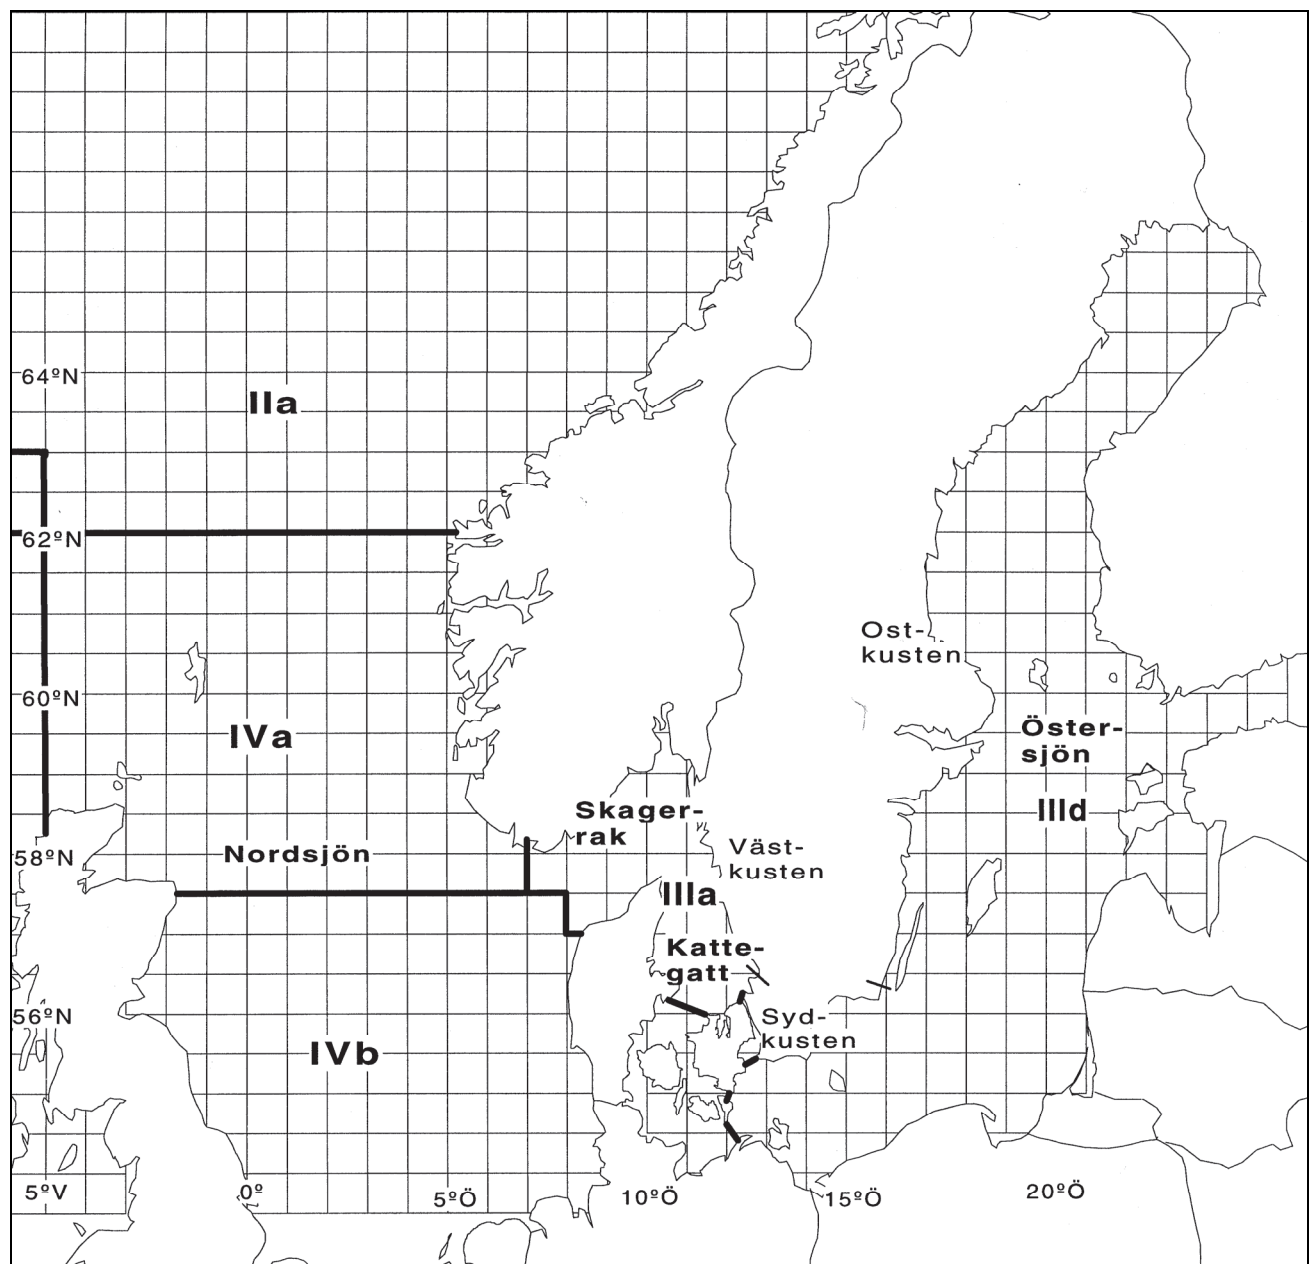 64ºN
IIa
62ºN
Ost-
kusten
60ºN
IVa
Öster-
sjön
Skager-
rak
IIId
58ºN
Nordsjön
Väst-
kusten
IIIa
Katte-
gatt
56ºN
Syd-
kusten
IVb
5ºV
0º
5ºÖ
10ºÖ
15ºÖ
20ºÖ